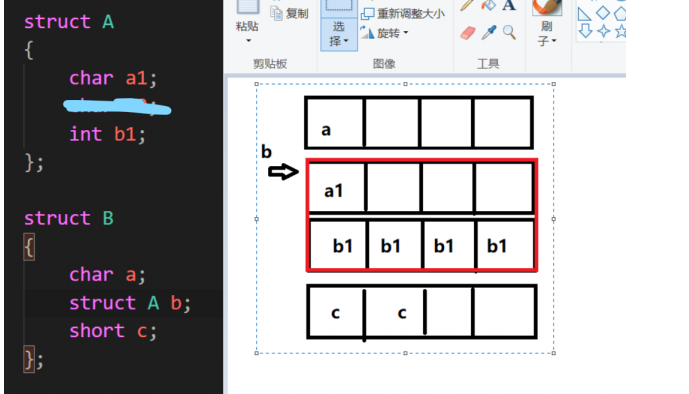 struct A
{
char a1;
int b1;
};
struct B
{
char a;
struct A b;
short c;
};
粘贴
复制
剪贴板
选择
重新调整大小
旋转
图像
A
工具
刷子
a
b
a1
b1 b1 b1 b1
c c